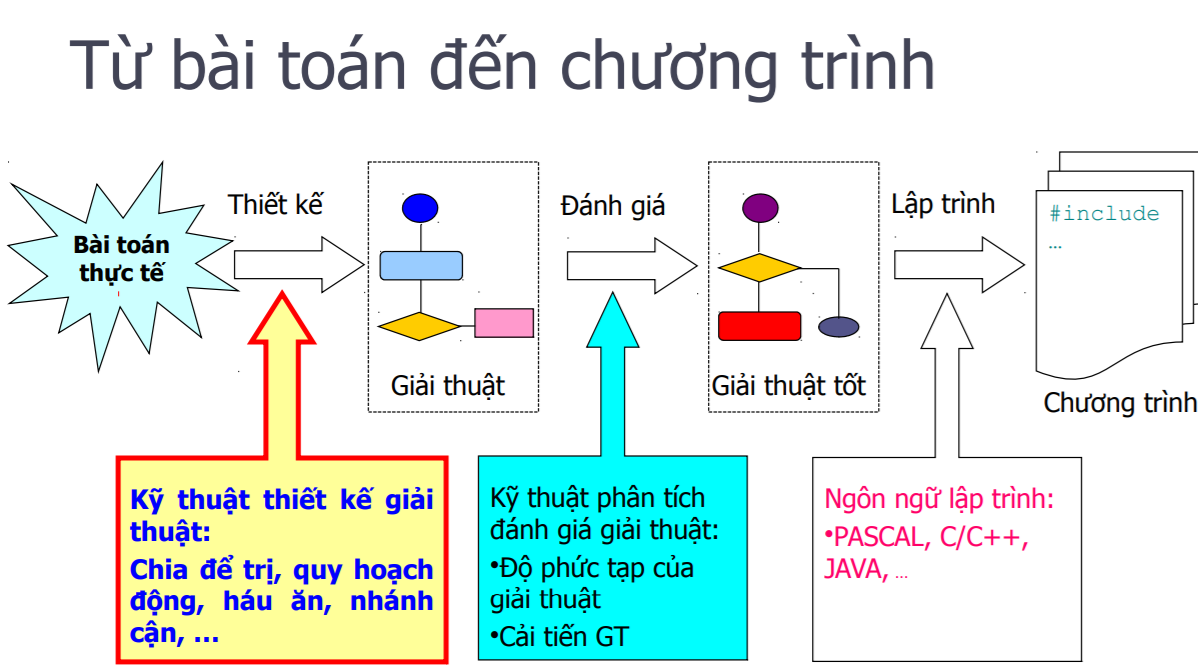 Từ bài toán đến chương trình
Bài toán
thực tế
Thiết kế
Giải thuật
Đánh giá
Giải thuật tốt
Lập trình
#include
…
Chương trình
Kỹ thuật thiết kế giải
thuật:
Chia để trị, quy hoạch
động, háu ăn, nhánh
cận, …
Kỹ thuật phân tích
đánh giá giải thuật:
•Độ phức tạp của
giải thuật
•Cải tiến GT
Ngôn ngữ lập trình:
•PASCAL, C/C++,
JAVA, …